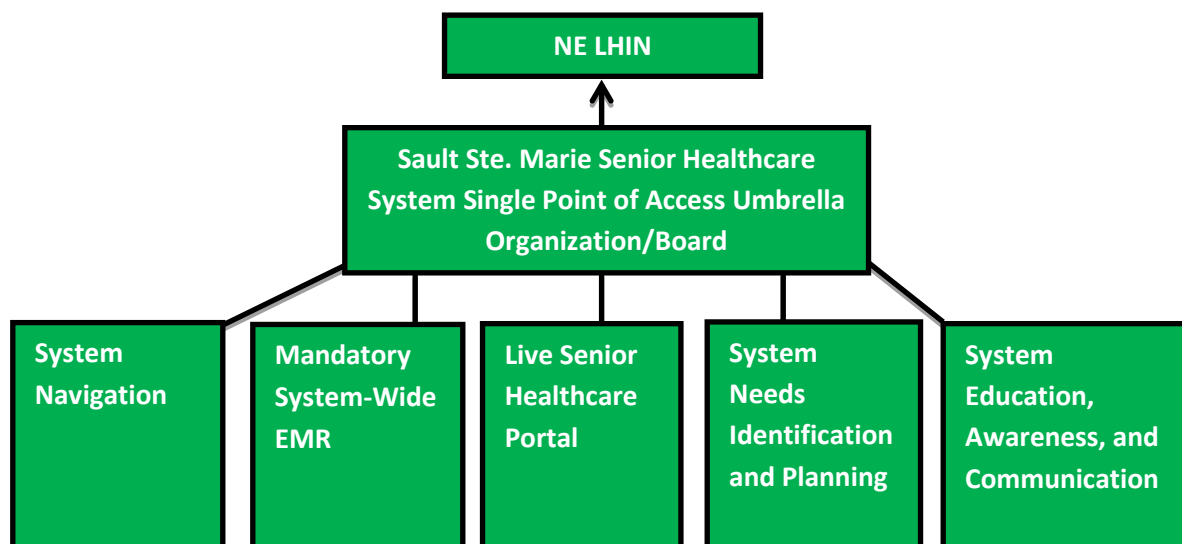 NE LHIN
Sault Ste. Marie Senior Healthcare
System Single Point of Access Umbrella
Organization/Board
System
Navigation
Mandatory
System-Wide
EMR
Live Senior
Healthcare
Portal
System
Needs
Identification
and Planning
System
Education,
Awareness, and
Communication